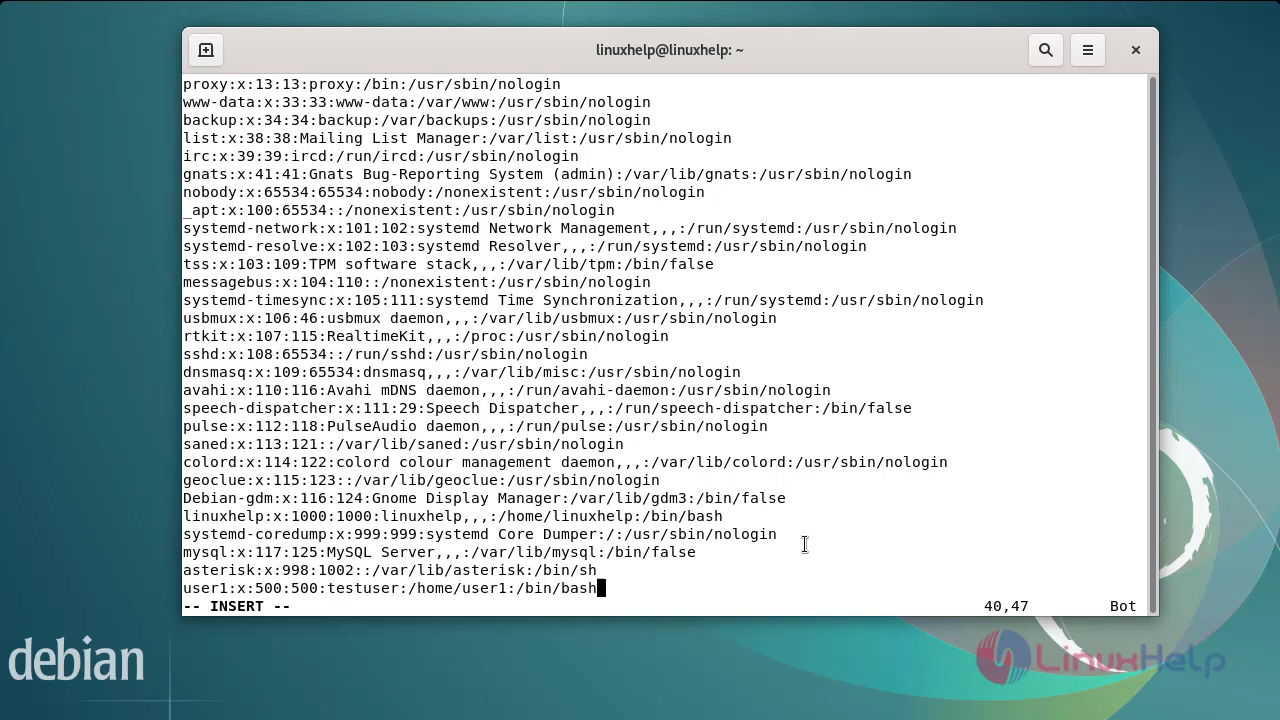 linuxhelp@linuxhelp: ~
proxy:x:13:13:proxy:/bin:/usr/sbin/nologin
www-data:x:33:33:www-data:/var/www:/usr/sbin/nologin
backup:x:34:34:backup:/var/backups:/usr/sbin/nologin
list:x:38:38:Mailing List Manager:/var/list:/usr/sbin/nologin
irc:x:39:39:ircd:/run/ircd:/usr/sbin/nologin
gnats:x:41:41:Gnats Bug-Reporting System (admin):/var/lib/gnats:/usr/sbin/nologin
nobody:x:65534:65534:nobody:/nonexistent:/usr/sbin/nologin
_apt:x:100:65534::/nonexistent:/usr/sbin/nologin
systemd-network:x:101:102:systemd Network Management,,,:/run/systemd:/usr/sbin/nologin
systemd-resolve:x:102:103:systemd Resolver,,,:/run/systemd:/usr/sbin/nologin
tss:x:103:109:TPM software stack,,,:/var/lib/tpm:/bin/false
messagebus:x:104:110::/nonexistent:/usr/sbin/nologin
systemd-timesync:x:105:111:systemd Time Synchronization,,,:/run/systemd:/usr/sbin/nologin
usbmux:x:106:46:usbmux daemon,,,:/var/lib/usbmux:/usr/sbin/nologin
rtkit:x:107:115:RealtimeKit,,,:/proc:/usr/sbin/nologin
sshd:x:108:65534::/run/sshd:/usr/sbin/nologin
dnsmasq:x:109:65534:dnsmasq,,,:/var/lib/misc:/usr/sbin/nologin
avahi:x:110:116:Avahi mDNS daemon,,,:/run/avahi-daemon:/usr/sbin/nologin
speech-dispatcher:x:111:29:Speech Dispatcher,,,:/run/speech-dispatcher:/bin/false
pulse:x:112:118:PulseAudio daemon,,,:/run/pulse:/usr/sbin/nologin
saned:x:113:121::/var/lib/saned:/usr/sbin/nologin
colord:x:114:122:colord colour management daemon,,,:/var/lib/colord:/usr/sbin/nologin
geoclue:x:115:123::/var/lib/geoclue:/usr/sbin/nologin
Debian-gdm:x:116:124:Gnome Display Manager:/var/lib/gdm3:/bin/false
linuxhelp:x:1000:1000:linuxhelp,,,:/home/linuxhelp:/bin/bash
systemd-coredump:x:999:999:systemd Core Dumper:/:/usr/sbin/nologin
mysql:x:117:125:MySQL Server,,,:/var/lib/mysql:/bin/false
asterisk:x:998:1002::/var/lib/asterisk:/bin/sh
user1:x:500:500:testuser:/home/user1:/bin/bash
-- INSERT -- 40,47 Bot
debian
LinuxHelp